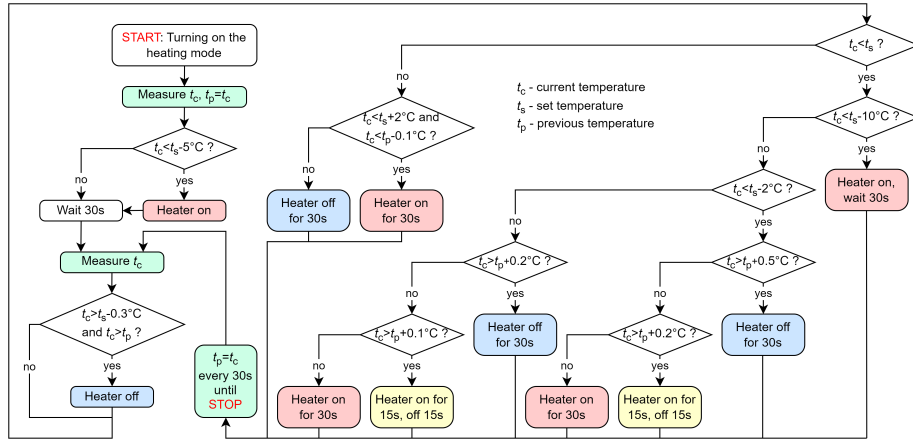 START: Turning on the
heating mode
Measure tc, tp=tc
tc<ts-5°C ?
no
yes
Wait 30s
Heater on
Measure tc
tc>ts-0.3°C
and tc>tp ?
no
yes
Heater off
tp=tc
every 30s
until
STOP
tc<ts ?
no
yes
tc - current temperature
ts - set temperature
tp - previous temperature
tc<ts+2°C and
tc<tp-0.1°C ?
no
yes
Heater off
for 30s
Heater on
for 30s
tc<ts-10°C ?
no
yes
Heater on,
wait 30s
tc<ts-2°C ?
no
yes
tc>tp+0.2°C ?
no
yes
tc>tp+0.5°C ?
no
yes
tc>tp+0.1°C ?
no
yes
Heater off
for 30s
tc>tp+0.2°C ?
no
yes
Heater off
for 30s
Heater on
for 30s
Heater on for
15s, off 15s
Heater on
for 30s
Heater on for
15s, off 15s